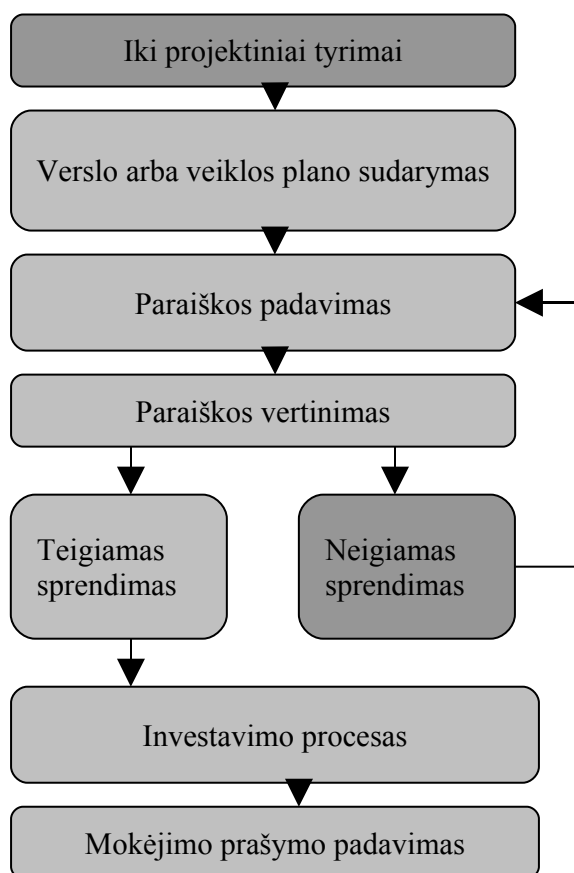 Iki projektiniai tyrimai
Verslo arba veiklos plano sudarymas
Paraiškos padavimas
Paraiškos vertinimas
Teigiamas
sprendimas
Neigiamas
sprendimas
Investavimo procesas
Mokėjimo prašymo padavimas